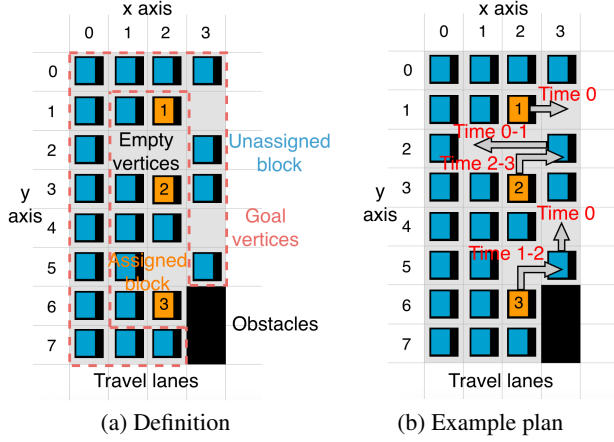 x axis
0 1 2 3
0
1
2
3
4
5
6
7
y
axis
1
2
3
Empty
vertices
Unassigned
block
Goal
vertices
Assigned
block
Obstacles
Travel lanes
(a) Definition
x axis
0 1 2 3
0
1
2
3
4
5
6
7
y
axis
1
2
3
Time 0
Time 0-1
Time 2-3
Time 0
Time 1-2
Travel lanes
(b) Example plan